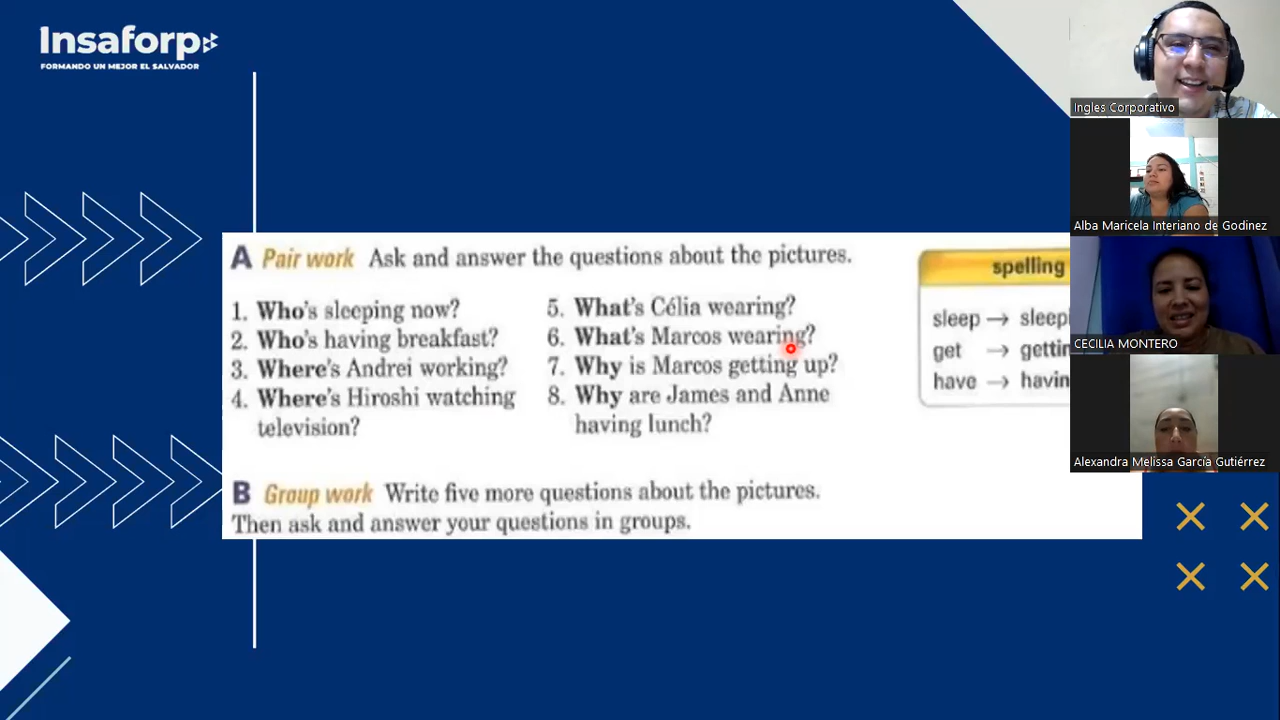 Insaforp
FORMANDO UN MEJOR EL SALVADOR
A Pair work Ask and answer the questions about the pictures.
1. Who's sleeping now?
2. Who's having breakfast?
3. Where's Andrei working?
4. Where's Hiroshi watching
television?
5. What's Célia wearing?
6. What's Marcos wearing?
7. Why is Marcos getting up?
8. Why are James and Anne
having lunch?
spelling
sleep → sleepi
get → gettin
have → havin
B Group work Write five more questions about the pictures.
Then ask and answer your questions in groups.
Ingles Corporativo
Alba Maricela Interiano de Godinez
CECILIA MONTERO
Alexandra Melissa García Gutiérrez